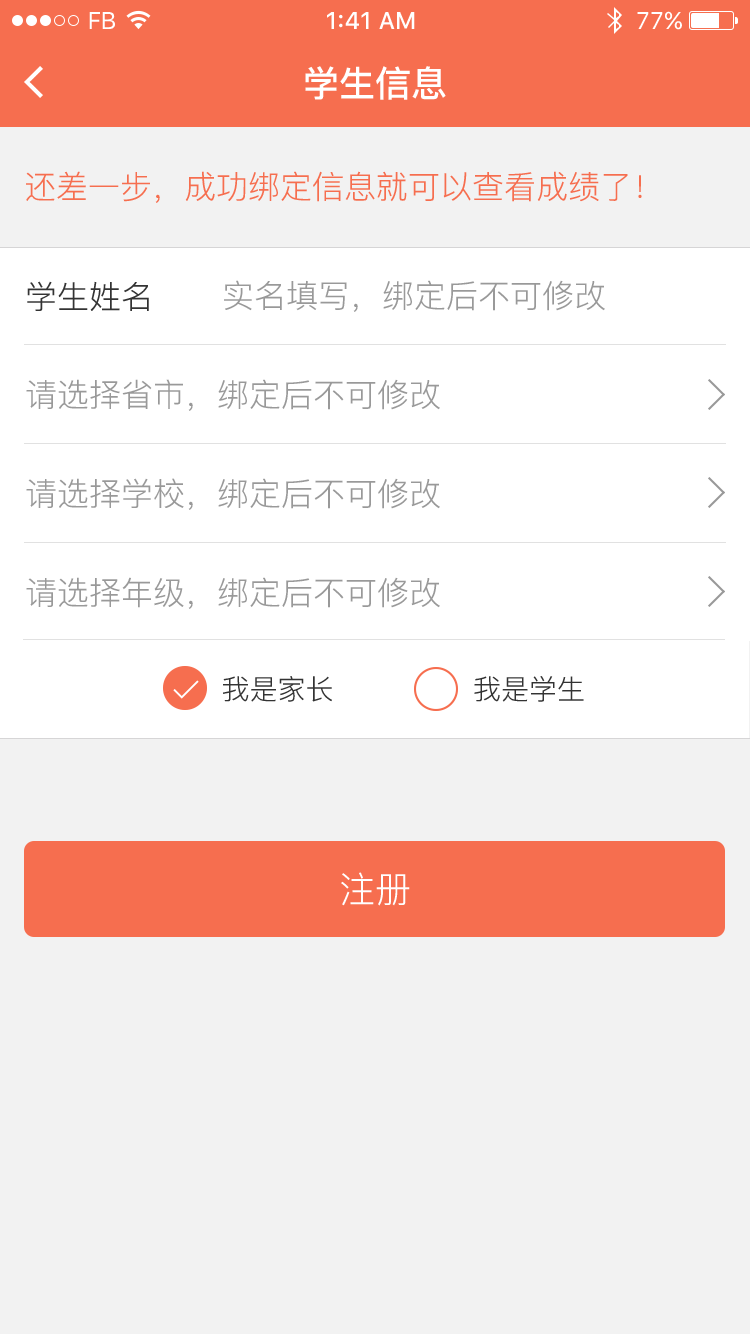 FB 1:41 AM 77%
学生信息
还差一步，成功绑定信息就可以查看成绩了！
学生姓名 实名填写，绑定后不可修改
请选择省市，绑定后不可修改
请选择学校，绑定后不可修改
请选择年级，绑定后不可修改
我是家长 我是学生
注册